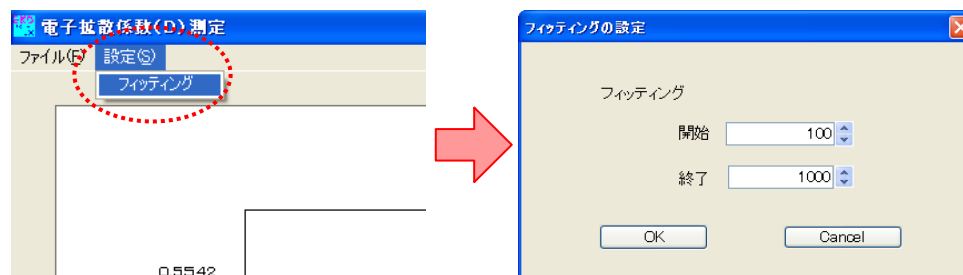 電子拡散係数(D)測定
ファイル(F) 設定(S)
フィッティング
0.5542
フィッティングの設定
フィッティング
開始 100
終了 1000
OK Cancel